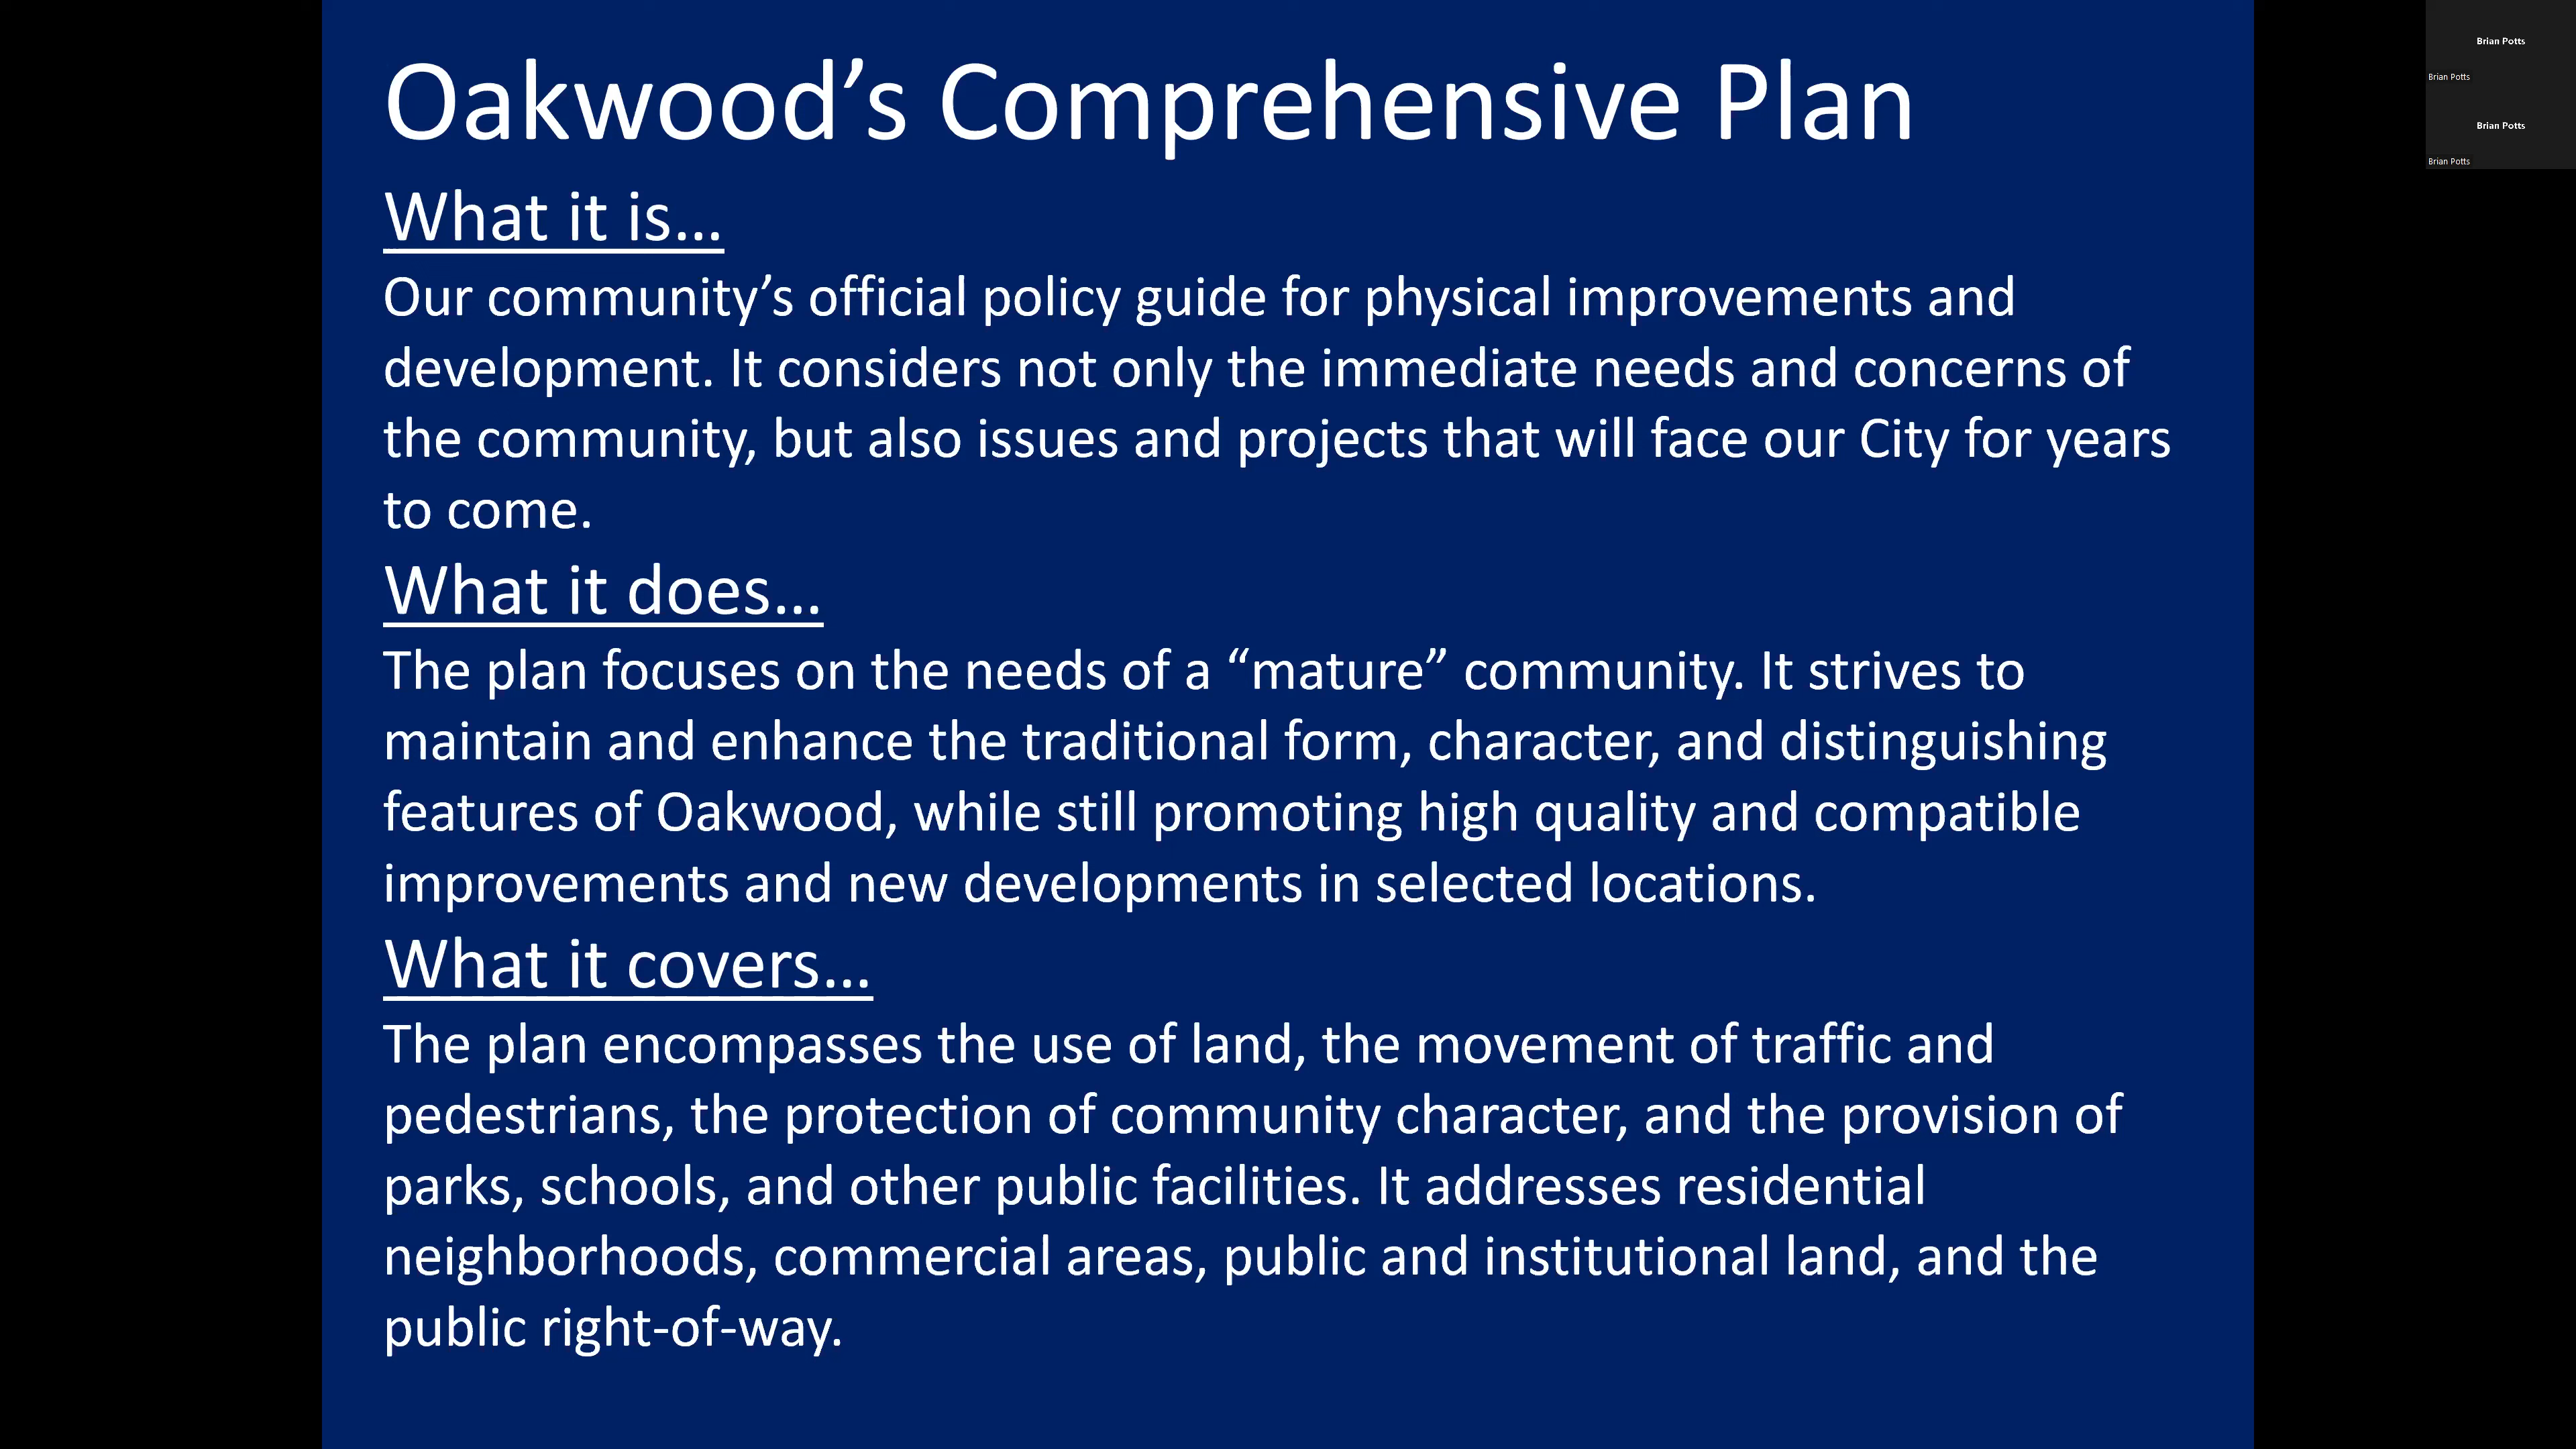 Oakwood’s Comprehensive Plan
What it is…
Our community’s official policy guide for physical improvements and
development. It considers not only the immediate needs and concerns of
the community, but also issues and projects that will face our City for years
to come.
What it does…
The plan focuses on the needs of a “mature” community. It strives to
maintain and enhance the traditional form, character, and distinguishing
features of Oakwood, while still promoting high quality and compatible
improvements and new developments in selected locations.
What it covers…
The plan encompasses the use of land, the movement of traffic and
pedestrians, the protection of community character, and the provision of
parks, schools, and other public facilities. It addresses residential
neighborhoods, commercial areas, public and institutional land, and the
public right-of-way.
Brian Potts
Brian Potts
Brian Potts
Brian Potts